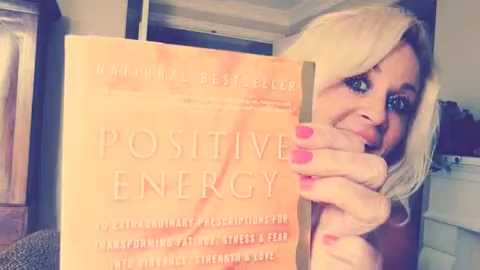 NATIONAL BESTSELLER
POSITIVE
ENERGY
10 EXTRAORDINARY PRESCRIPTIONS FOR
TRANSFORMING FATIGUE, STRESS & FEAR
INTO VIBRANCE, STRENGTH & LOVE